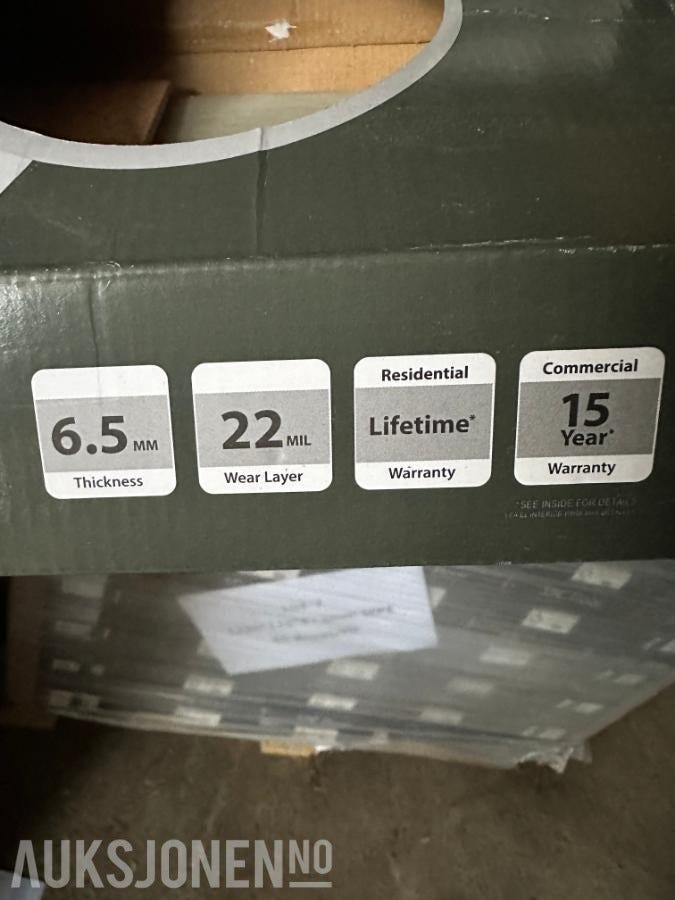 6.5 MM
Thickness
22 MIL
Wear Layer
Residential
Lifetime*
Warranty
Commercial
15
Year*
Warranty
*SEE INSIDE FOR DETAILS
AUKSJONEN.NO